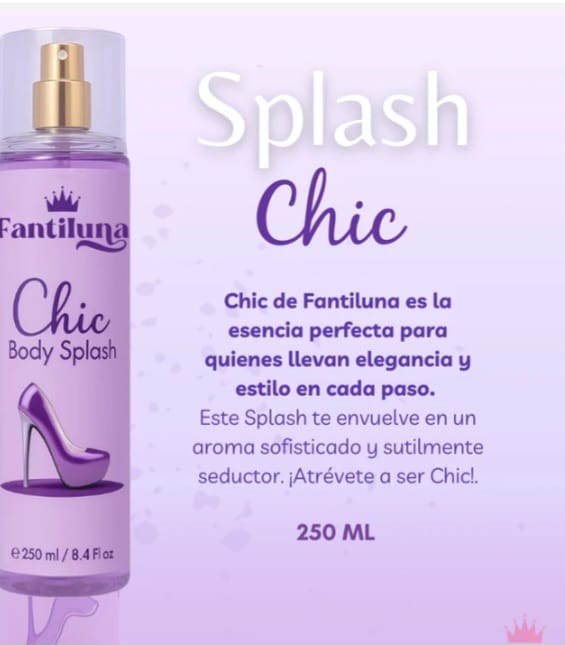 Splash
Chic
Chic de Fantiluna es la
esencia perfecta para
quienes llevan elegancia y
estilo en cada paso.
Este Splash te envuelve en un
aroma sofisticado y sutilmente
seductor. ¡Atrévete a ser Chic!.
250 ML
Fantiluna
Chic
Body Splash
℮250 ml / 8.4 Fl oz